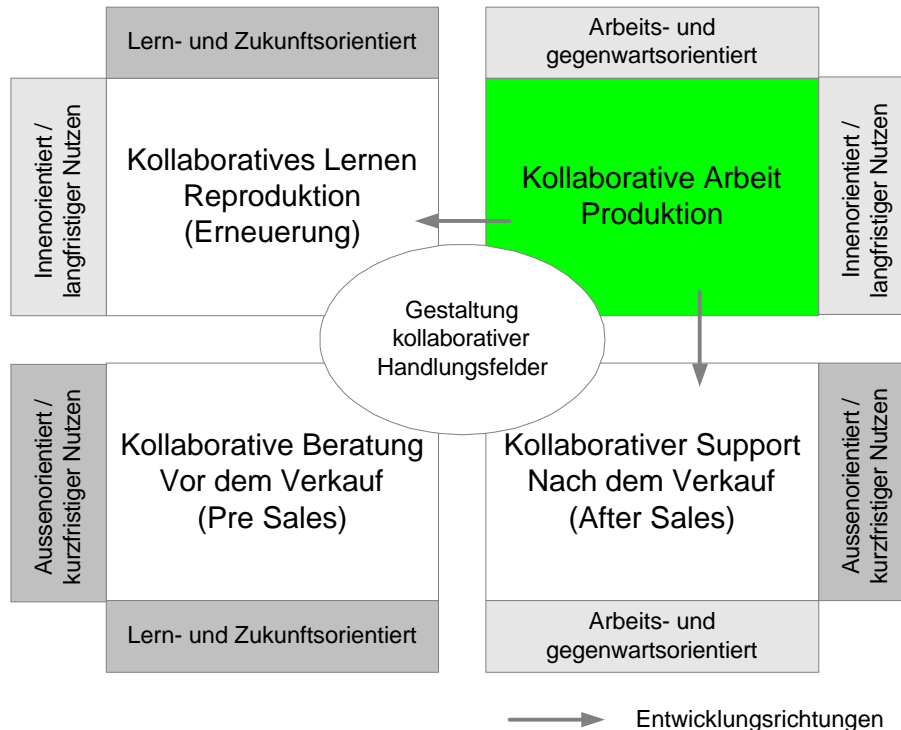 Lern- und Zukunftsorientiert
Arbeits- und
gegenwartsorientiert
Innenorientiert /
langfristiger Nutzen
Kollaboratives Lernen
Reproduktion
(Erneuerung)
Kollaborative Arbeit
Produktion
Innenorientiert /
langfristiger Nutzen
Gestaltung
kollaborativer
Handlungsfelder
Aussenorientiert /
kurzfristiger Nutzen
Kollaborative Beratung
Vor dem Verkauf
(Pre Sales)
Kollaborativer Support
Nach dem Verkauf
(After Sales)
Aussenorientiert /
kurzfristiger Nutzen
Lern- und Zukunftsorientiert
Arbeits- und
gegenwartsorientiert
Entwicklungsrichtungen